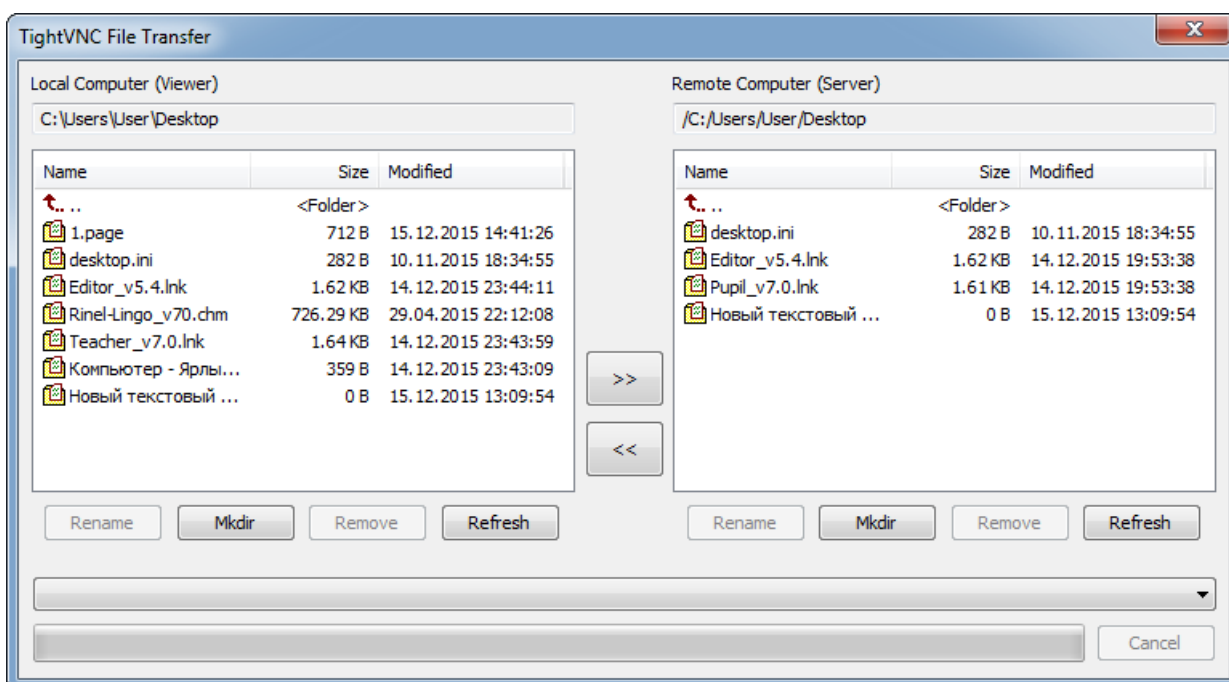 TightVNC File Transfer
Local Computer (Viewer)
C:\Users\User\Desktop
Name Size Modified
.. <Folder>
1.page 712 B 15.12.2015 14:41:26
desktop.ini 282 B 10.11.2015 18:34:55
Editor_v5.4.lnk 1.62 KB 14.12.2015 23:44:11
Rinel-Lingo_v70.chm 726.29 KB 29.04.2015 22:12:08
Teacher_v7.0.lnk 1.64 KB 14.12.2015 23:43:59
Компьютер - Ярлы... 359 B 14.12.2015 23:43:09
Новый текстовый ... 0 B 15.12.2015 13:09:54
Rename Mkdir Remove Refresh
>>
<<
Remote Computer (Server)
/C:/Users/User/Desktop
Name Size Modified
.. <Folder>
desktop.ini 282 B 10.11.2015 18:34:55
Editor_v5.4.lnk 1.62 KB 14.12.2015 19:53:38
Pupil_v7.0.lnk 1.61 KB 14.12.2015 19:53:38
Новый текстовый ... 0 B 15.12.2015 13:09:54
Rename Mkdir Remove Refresh
Cancel